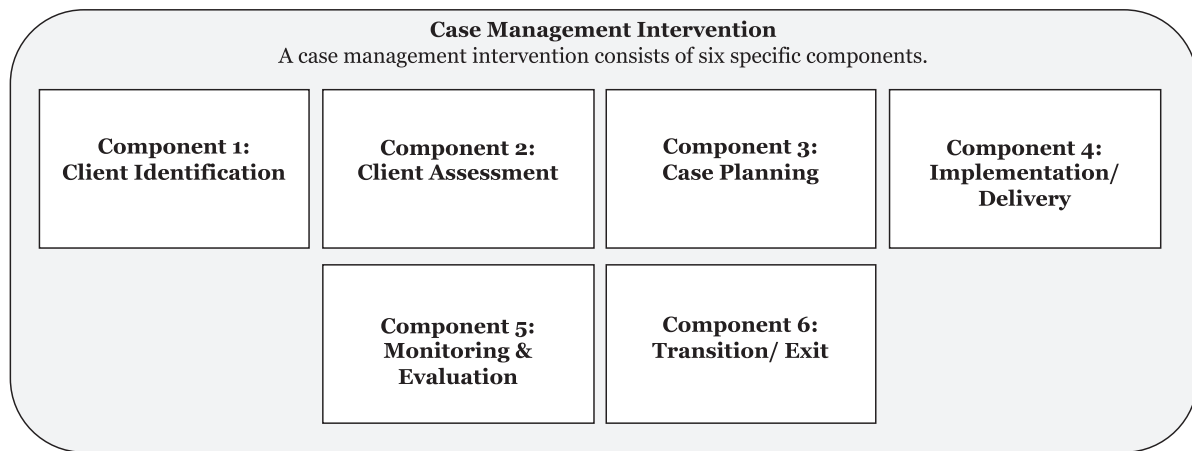 Case Management Intervention
A case management intervention consists of six specific components.
Component 1:
Client Identification
Component 2:
Client Assessment
Component 3:
Case Planning
Component 4:
Implementation/
Delivery
Component 5:
Monitoring &
Evaluation
Component 6:
Transition/ Exit